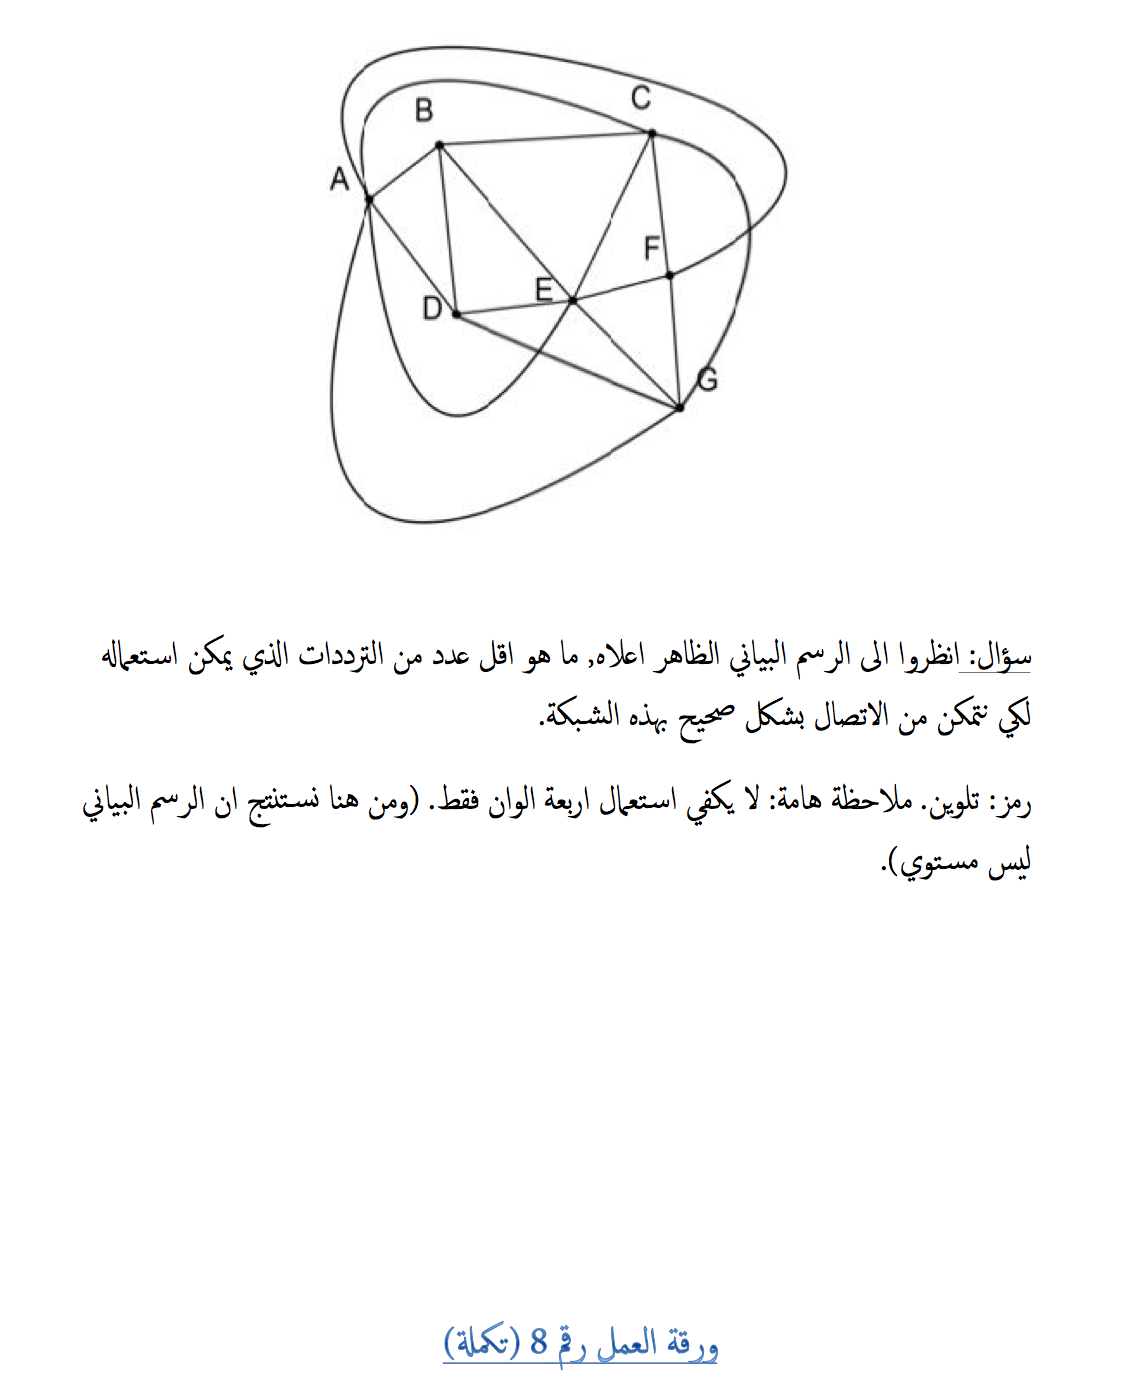 C
B
A
F
E
D
G
سؤال: انظروا الى الرسم البياني الظاهر اعلاه, ما هو اقل عدد من الترددات الذي يمكن استعماله
لكي نتمكن من الاتصال بشكل صحيح بهذه الشبكة.
رمز: تلوين. ملاحظة هامة: لا يكفي استعمال اربعة الوان فقط. (ومن هنا نستنتج ان الرسم البياني
ليس مستوي).
ورقة العمل رقم 8 (تكملة)